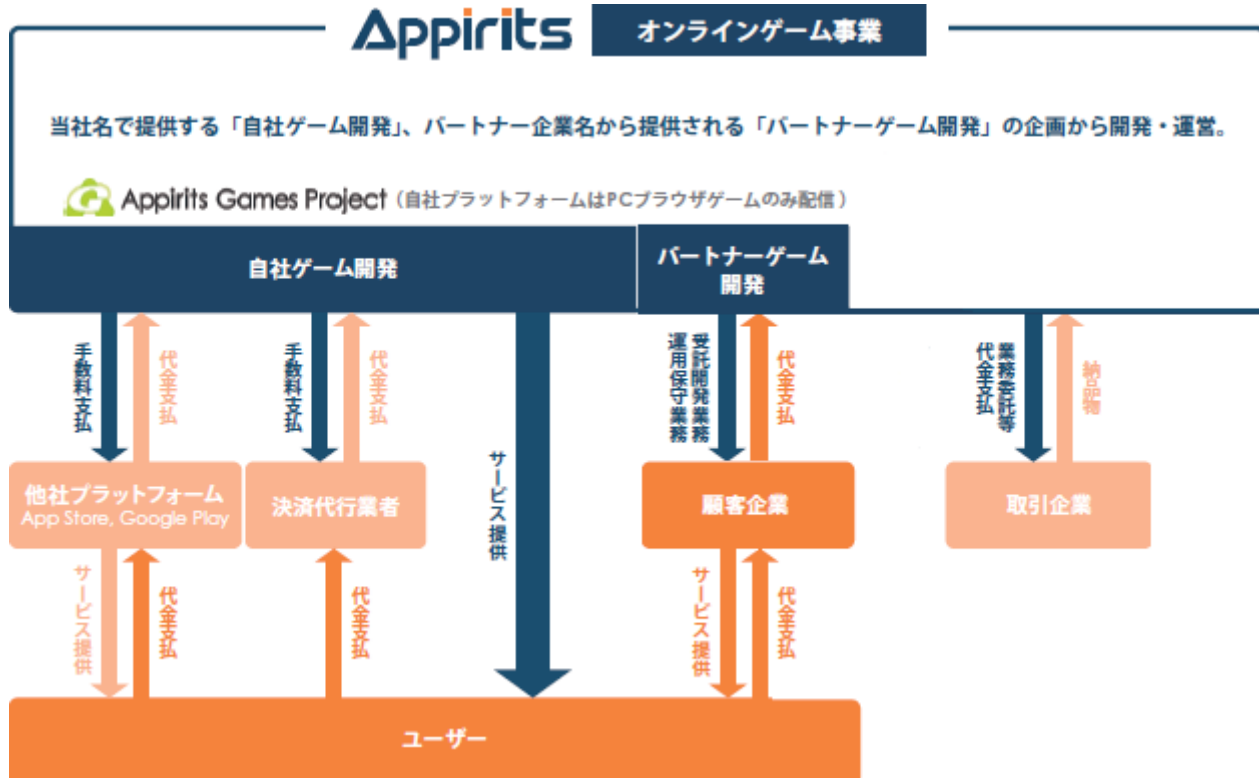 Appirits オンラインゲーム事業
当社名で提供する「自社ゲーム開発」、パートナー企業名から提供される「パートナーゲーム開発」の企画から開発・運営。
Appirits Games Project（自社プラットフォームはPCブラウザゲームのみ配信）
自社ゲーム開発
パートナーゲーム
開発
手数料支払
代金支払
手数料支払
代金支払
サービス提供
受託開発業務
運用保守業務
代金支払
業務委託等
代金支払
納品物
他社プラットフォーム
App Store, Google Play
決済代行業者
顧客企業
取引企業
サービス提供
代金支払
代金支払
サービス提供
代金支払
ユーザー